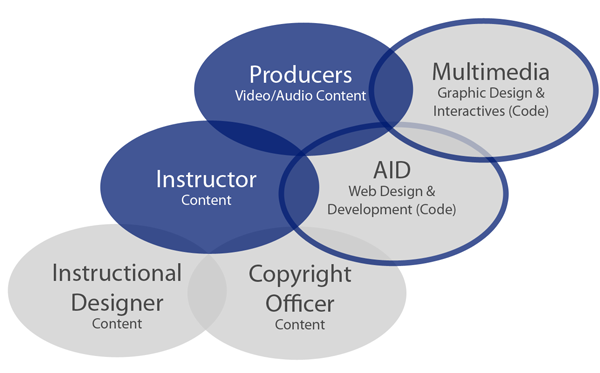 Producers
Video/Audio Content
Multimedia
Graphic Design &
Interactives (Code)
Instructor
Content
AID
Web Design &
Development (Code)
Instructional
Designer
Content
Copyright
Officer
Content